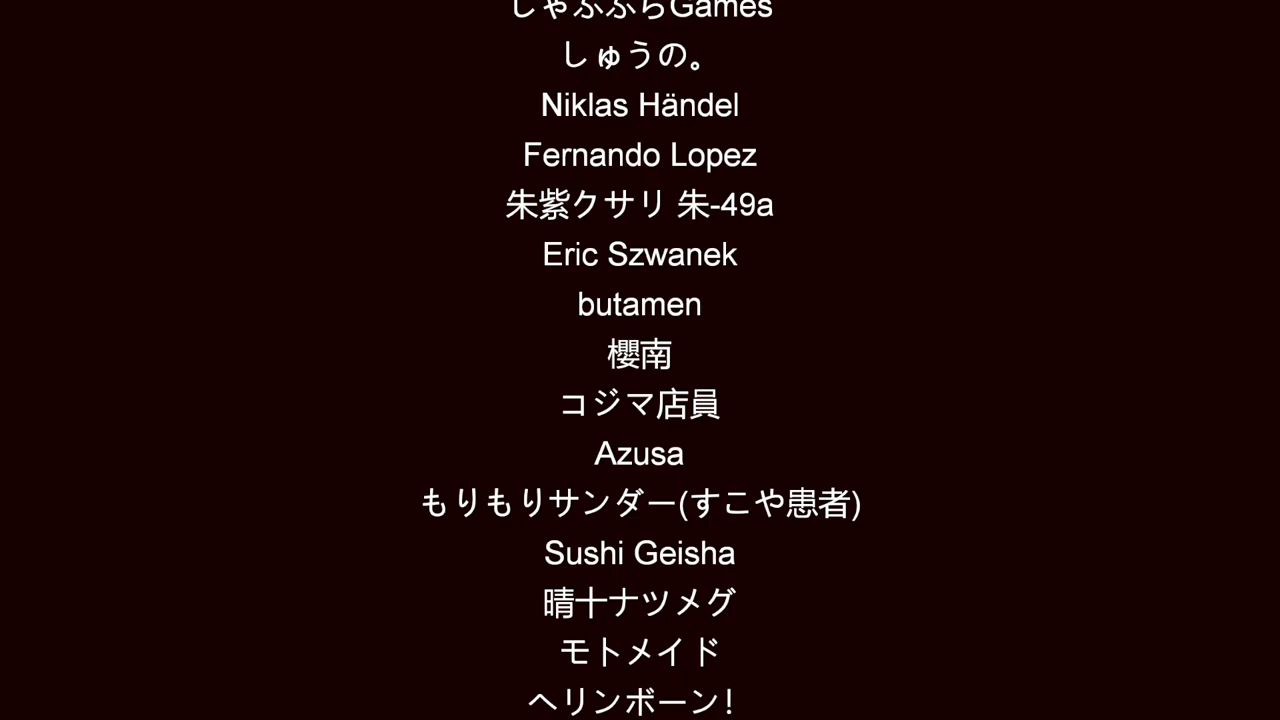 しゃふふらGames
しゅうの。
Niklas Händel
Fernando Lopez
朱紫クサリ 朱-49a
Eric Szwanek
butamen
櫻南
コジマ店員
Azusa
もりもりサンダー(すこや患者)
Sushi Geisha
晴十ナツメグ
モトメイド
ヘリンボーン!